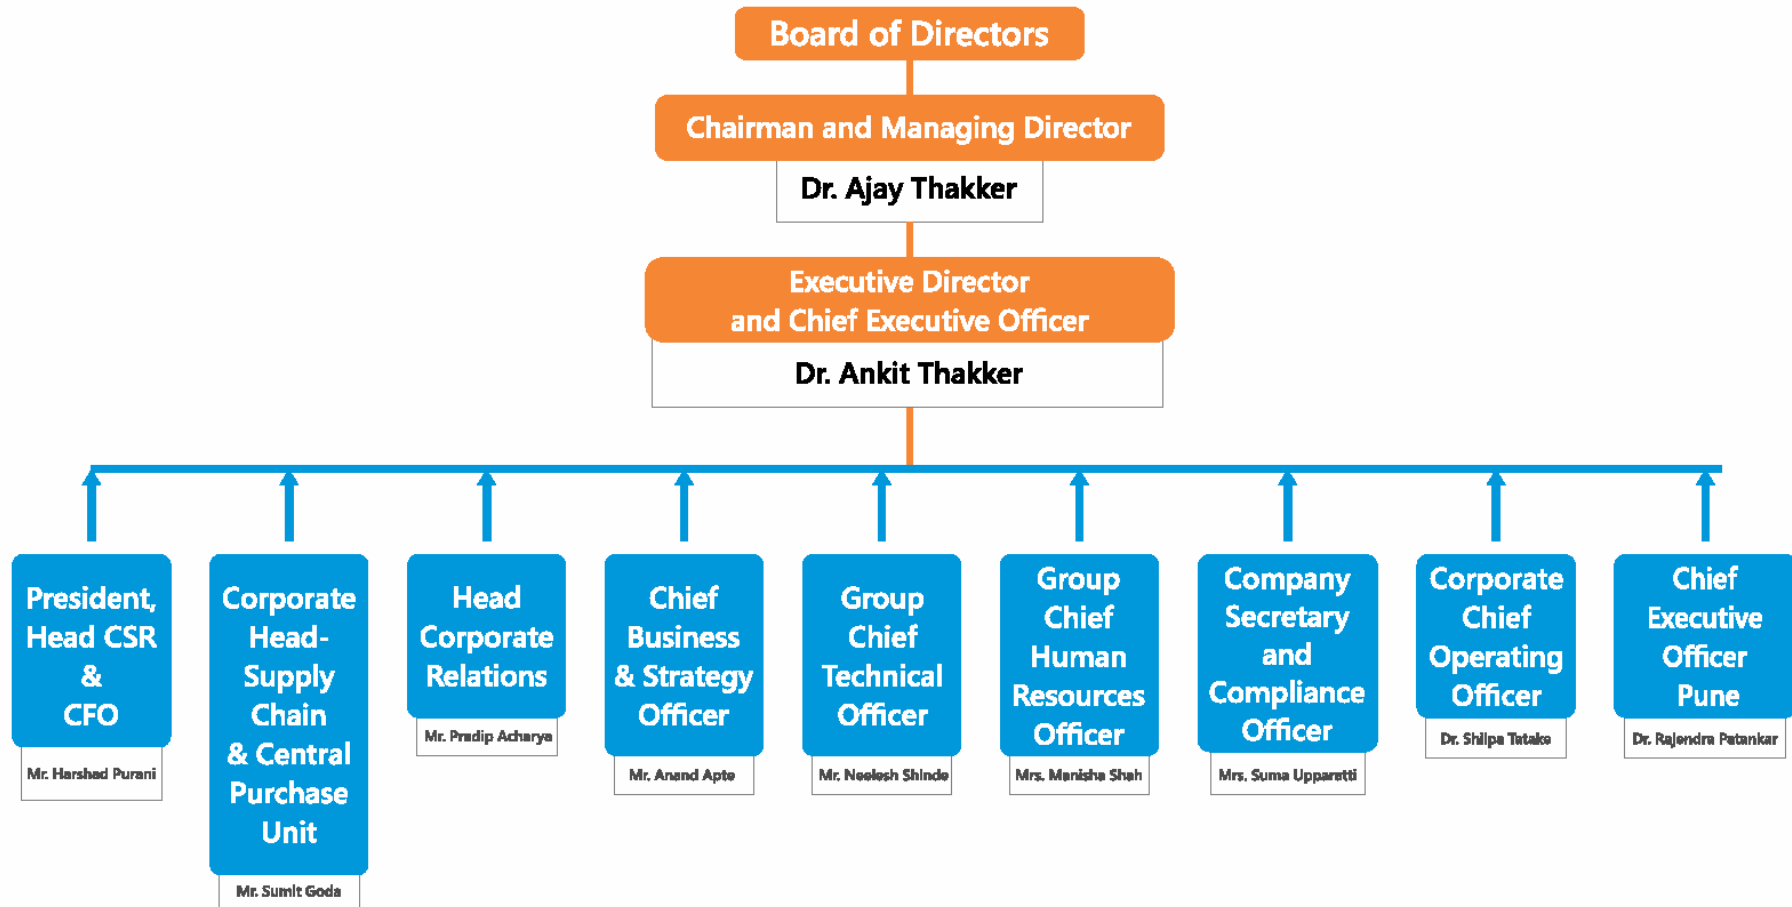 Board of Directors
Chairman and Managing Director
Dr. Ajay Thakker
Executive Director
and Chief Executive Officer
Dr. Ankit Thakker
President,
Head CSR
&
CFO
Mr. Harshad Purani
Corporate
Head-
Supply
Chain
& Central
Purchase
Unit
Mr. Sumit Goda
Head
Corporate
Relations
Mr. Pradip Acharya
Chief
Business
& Strategy
Officer
Mr. Anand Apte
Group
Chief
Technical
Officer
Mr. Neelesh Shinde
Group
Chief
Human
Resources
Officer
Mrs. Manisha Shah
Company
Secretary
and
Compliance
Officer
Mrs. Suma Upparatti
Corporate
Chief
Operating
Officer
Dr. Shilpa Tatake
Chief
Executive
Officer
Pune
Dr. Rajendra Patankar